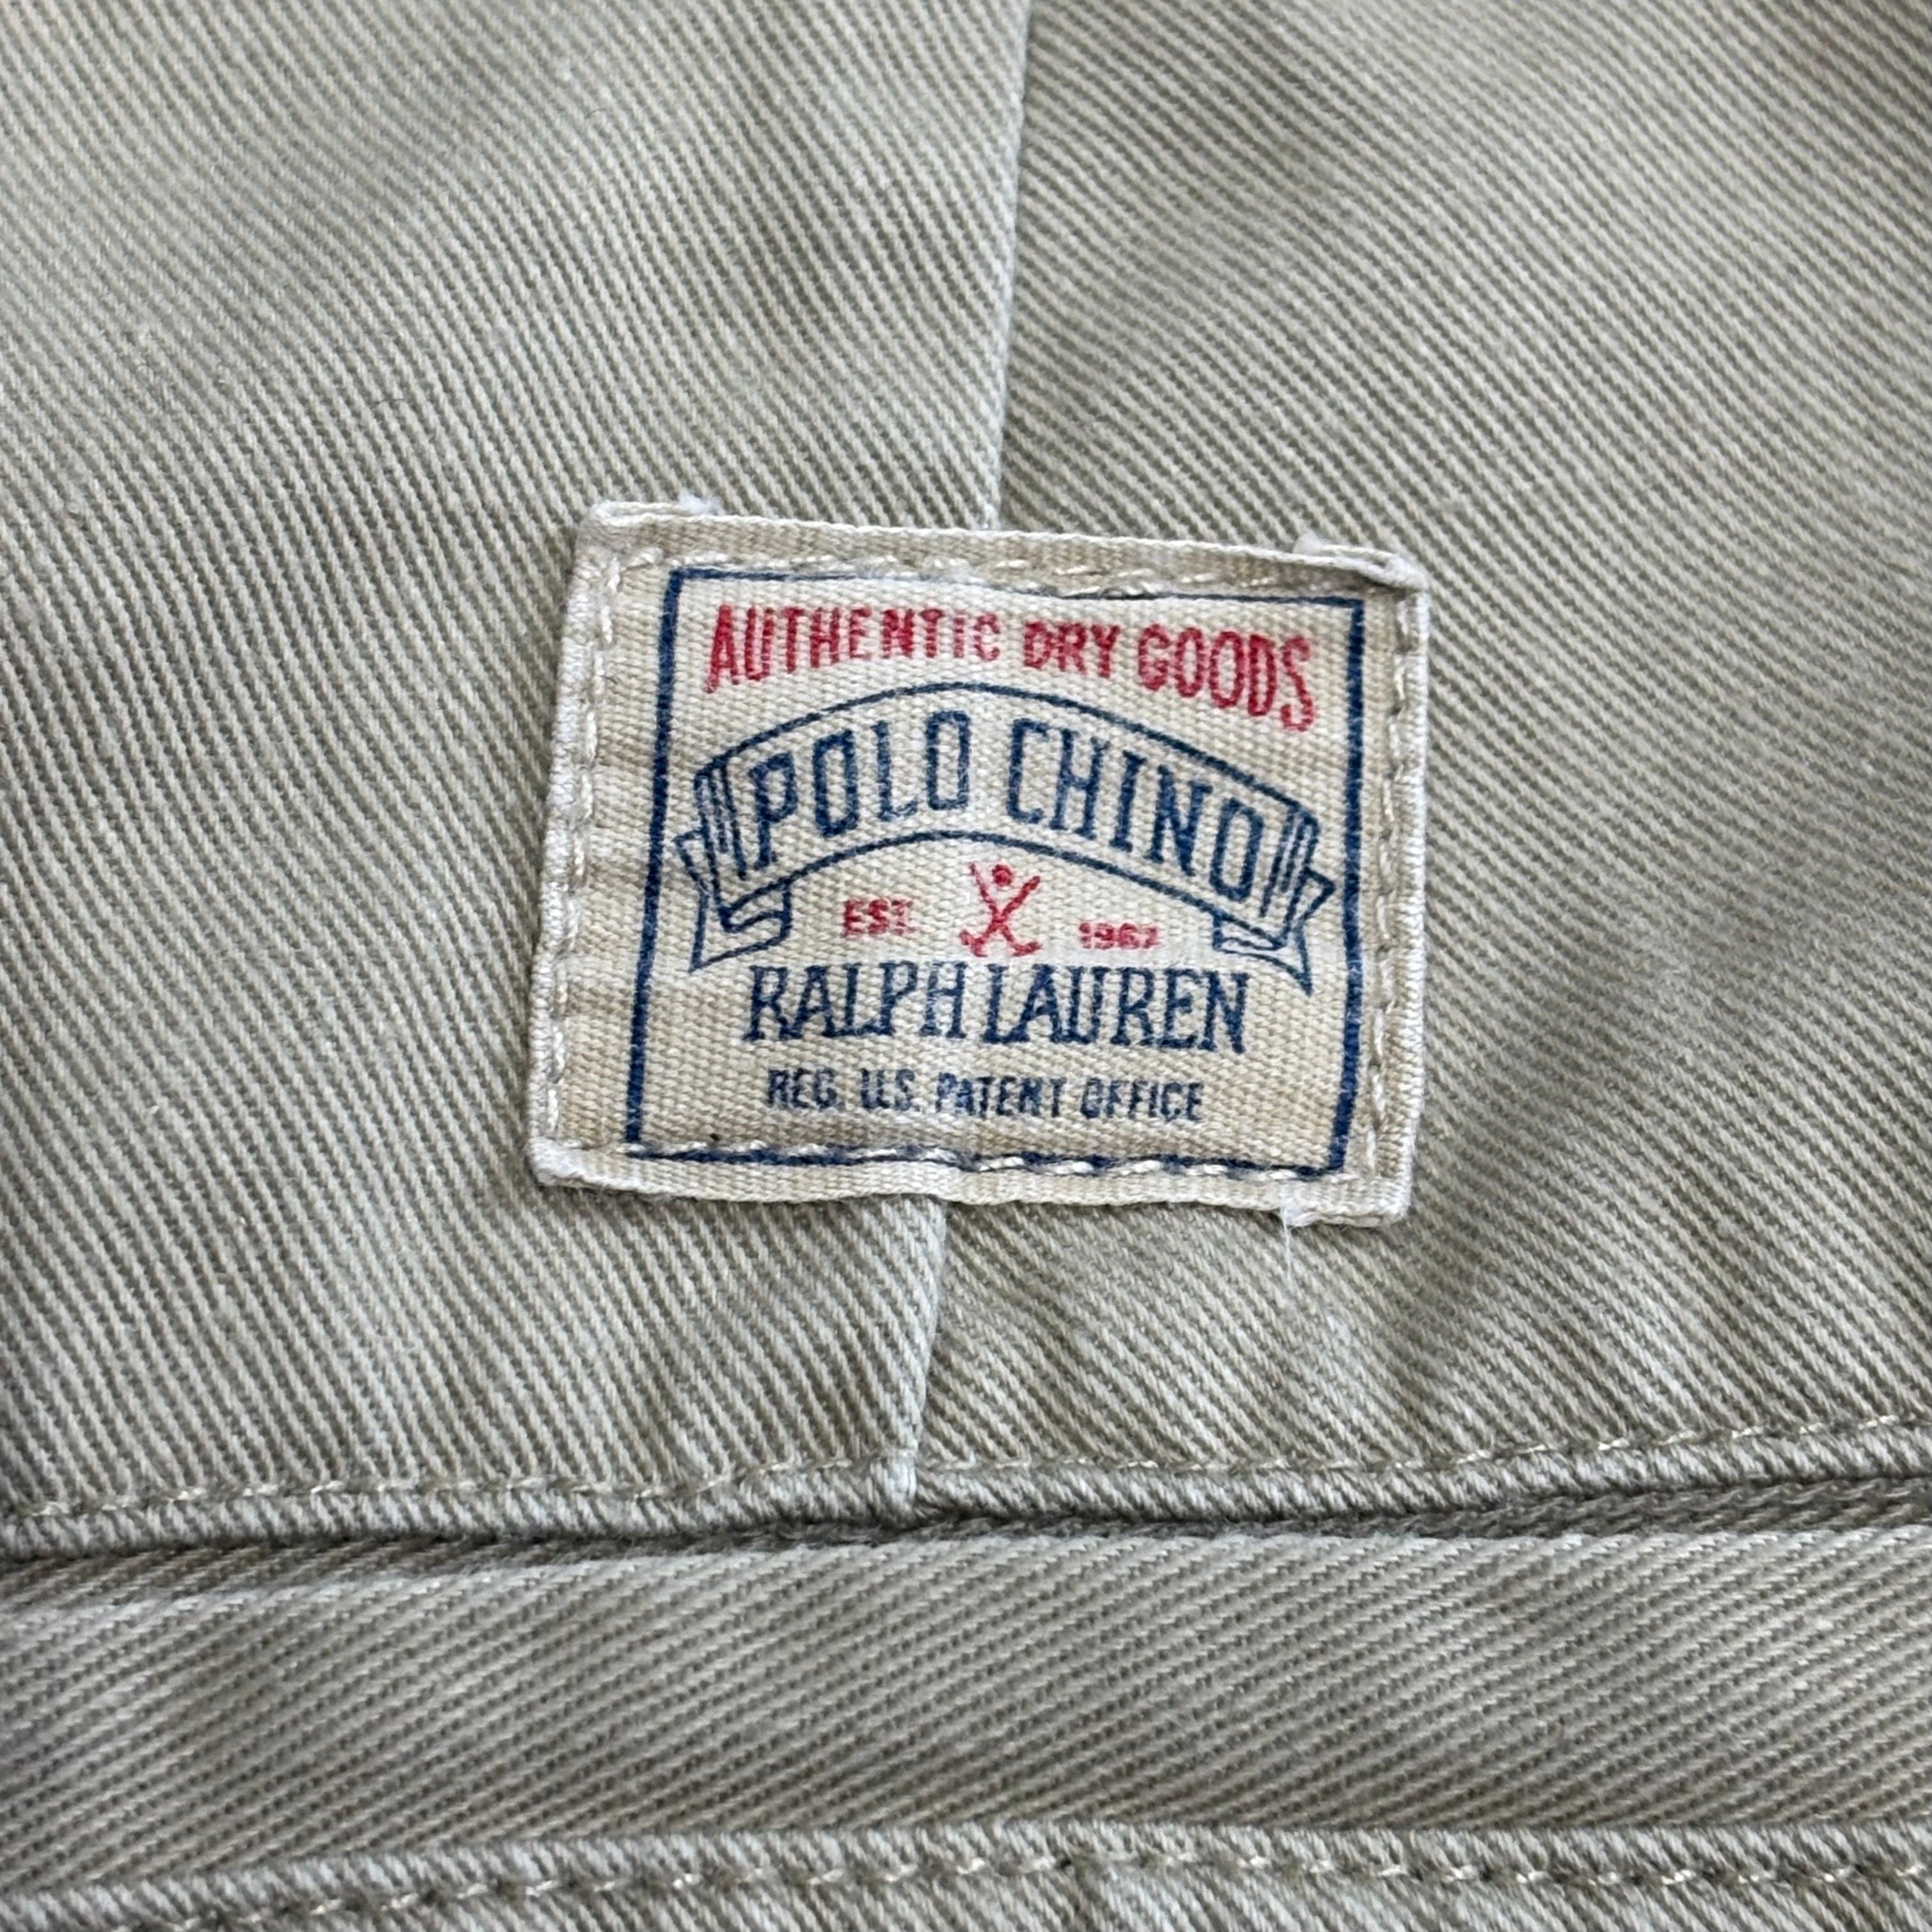 AUTHENTIC DRY GOODS
POLO CHINO
EST. 1967
RALPH LAUREN
REG. U.S. PATENT OFFICE